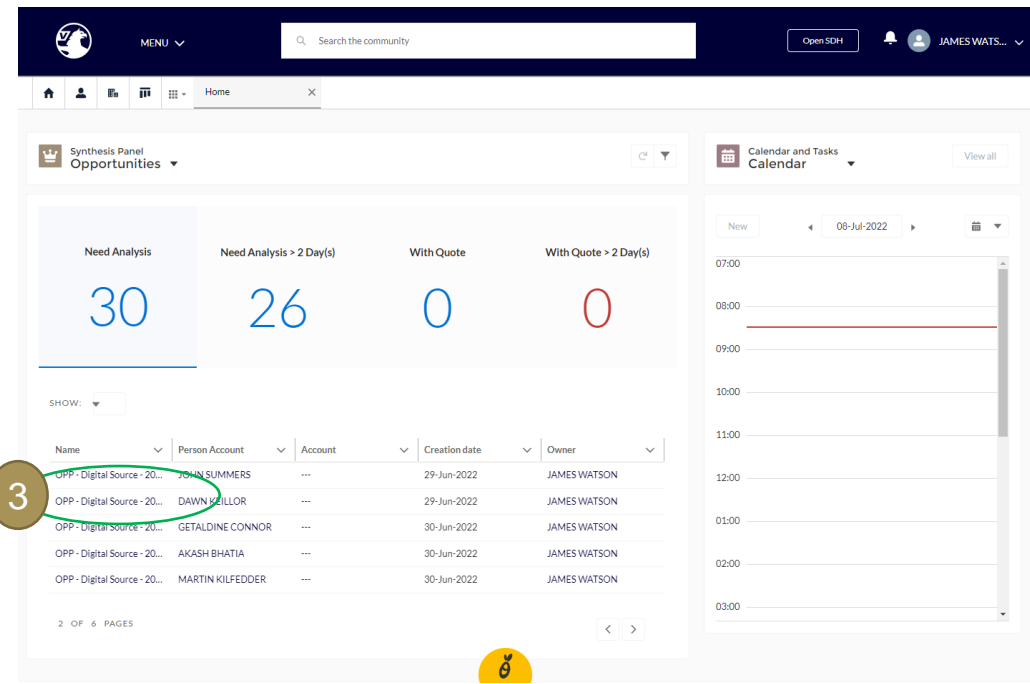 MENU
Search the community
Open SDH
JAMES WATS...
Home
Synthesis Panel
Opportunities
Calendar and Tasks
Calendar
View all
Need Analysis
Need Analysis > 2 Day(s)
With Quote
With Quote > 2 Day(s)
30
26
0
0
New
08-Jul-2022
07:00
08:00
09:00
10:00
11:00
12:00
01:00
02:00
03:00
SHOW:
Name Person Account Account Creation date Owner
OPP - Digital Source - 20... JOHN SUMMERS --- 29-Jun-2022 JAMES WATSON
3
OPP - Digital Source - 20... DAWN KEILLOR --- 29-Jun-2022 JAMES WATSON
OPP - Digital Source - 20... GETALDINE CONNOR --- 30-Jun-2022 JAMES WATSON
OPP - Digital Source - 20... AKASH BHATIA --- 30-Jun-2022 JAMES WATSON
OPP - Digital Source - 20... MARTIN KILFEDDER --- 30-Jun-2022 JAMES WATSON
2 OF 6 PAGES